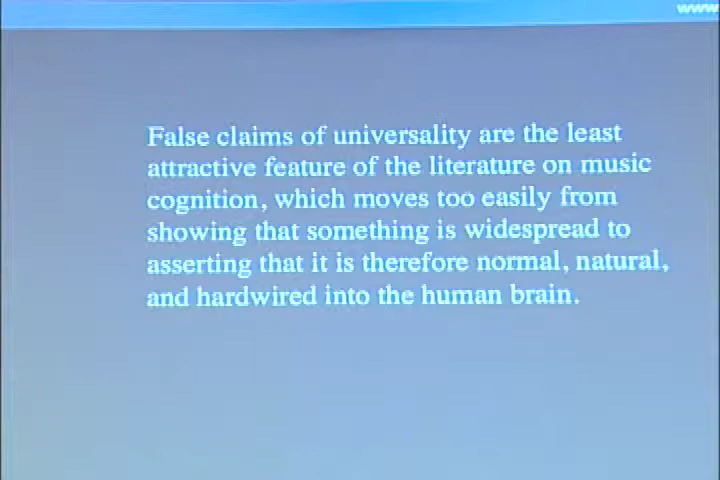 www
False claims of universality are the least
attractive feature of the literature on music
cognition, which moves too easily from
showing that something is widespread to
asserting that it is therefore normal, natural,
and hardwired into the human brain.